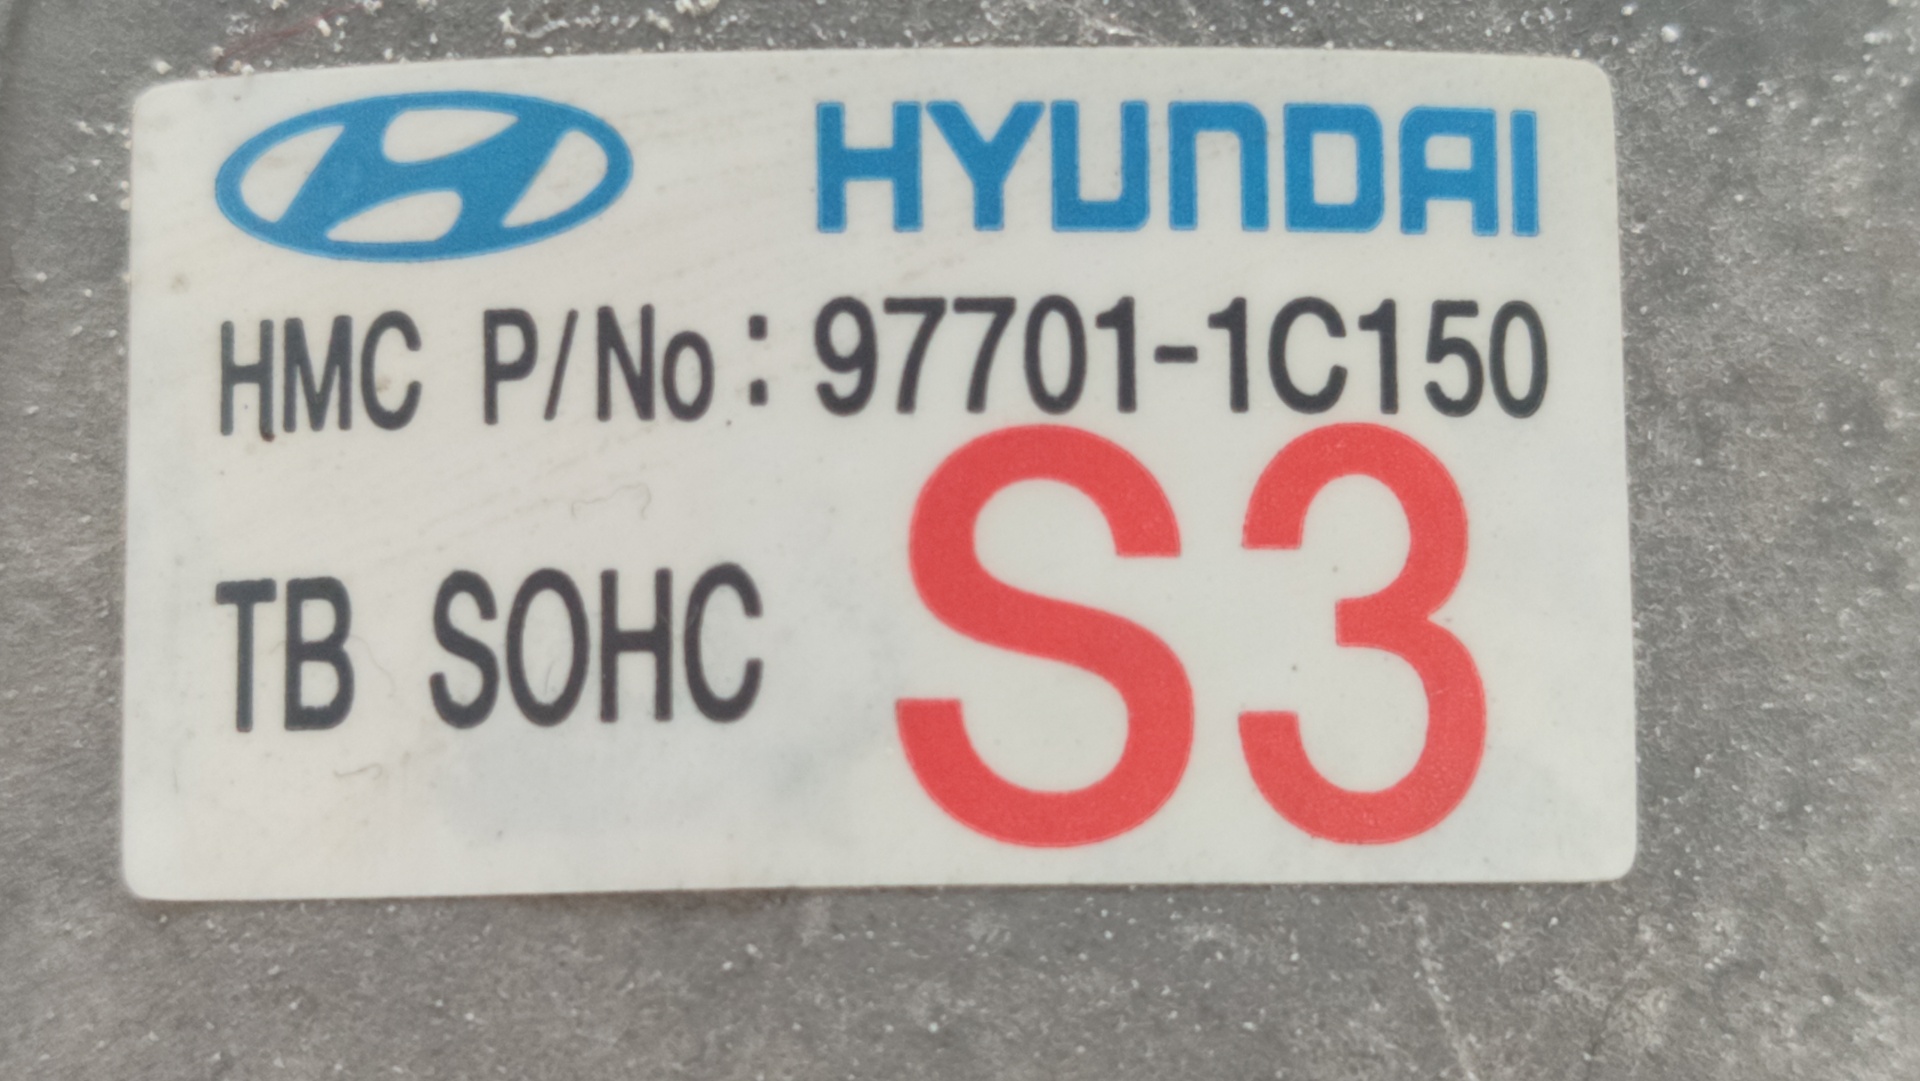 HYUNDAI
HMC P/No: 97701-1C150
TB SOHC S3